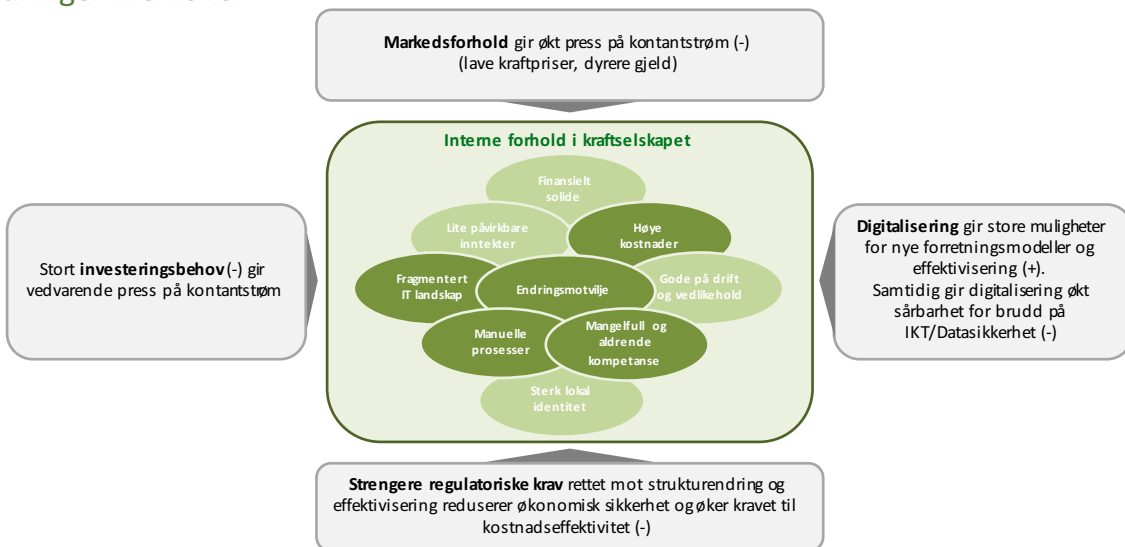 Markedsforhold gir økt press på kontantstrøm (-)
(lave kraftpriser, dyrere gjeld)
Interne forhold i kraftselskapet
Finansielt
solide
Lite påvirkbare
inntekter
Høye
kostnader
Fragmentert
IT landskap
Endringsmotvilje
Gode på drift
og vedlikehold
Manuelle
prosesser
Mangelfull og
aldrende
kompetanse
Sterk lokal
identitet
Stort investeringsbehov (-) gir
vedvarende press på kontantstrøm
Digitalisering gir store muligheter
for nye forretningsmodeller og
effektivisering (+).
Samtidig gir digitalisering økt
sårbarhet for brudd på
IKT/Datasikkerhet (-)
Strengere regulatoriske krav rettet mot strukturendring og
effektivisering reduserer økonomisk sikkerhet og øker kravet til
kostnadseffektivitet (-)